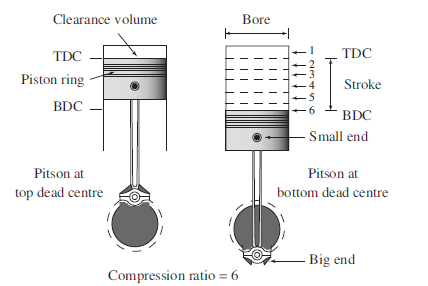 Clearance volume
TDC
Piston ring
BDC
Pitson at
top dead centre
Bore
1
2
3
4
5
6
TDC
Stroke
BDC
Small end
Pitson at
bottom dead centre
Big end
Compression ratio = 6